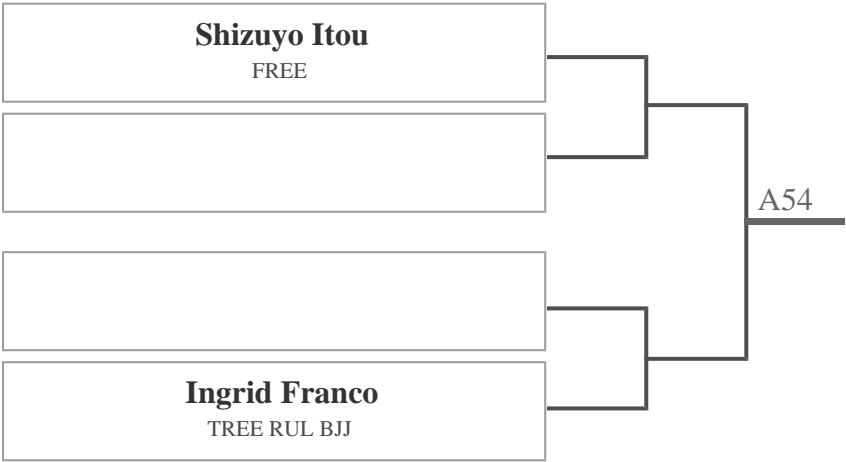 Shizuyo Itou
FREE
A54
Ingrid Franco
TREE RUL BJJ